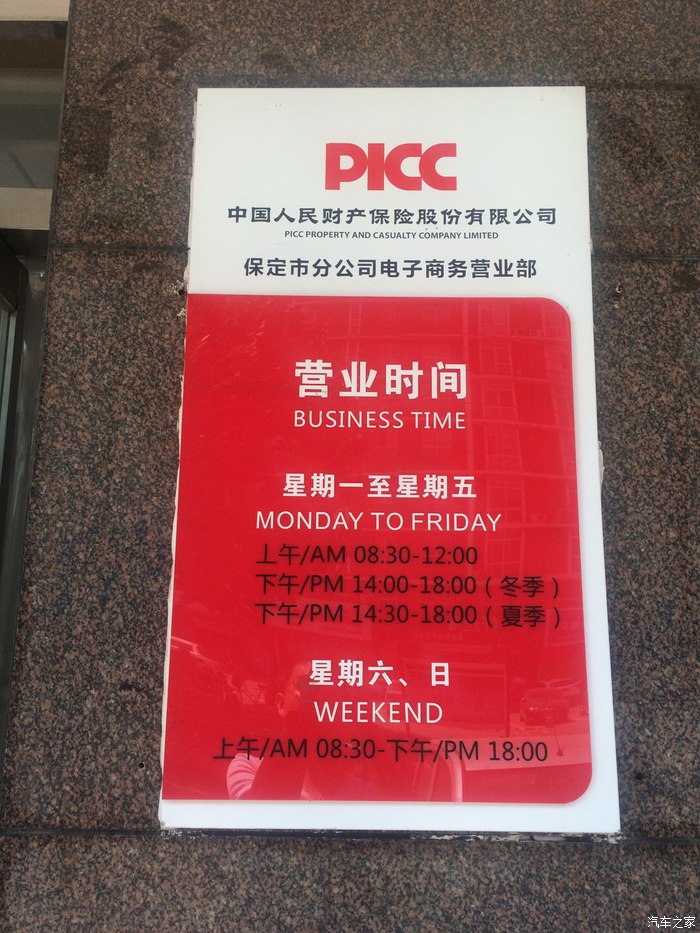 PICC
中国人民财产保险股份有限公司
PICC PROPERTY AND CASUALTY COMPANY LIMITED
保定市分公司电子商务营业部
营业时间
BUSINESS TIME
星期一至星期五
MONDAY TO FRIDAY
上午/AM 08:30-12:00
下午/PM 14:00-18:00（冬季）
下午/PM 14:30-18:00（夏季）
星期六、日
WEEKEND
上午/AM 08:30-下午/PM 18:00
汽车之家